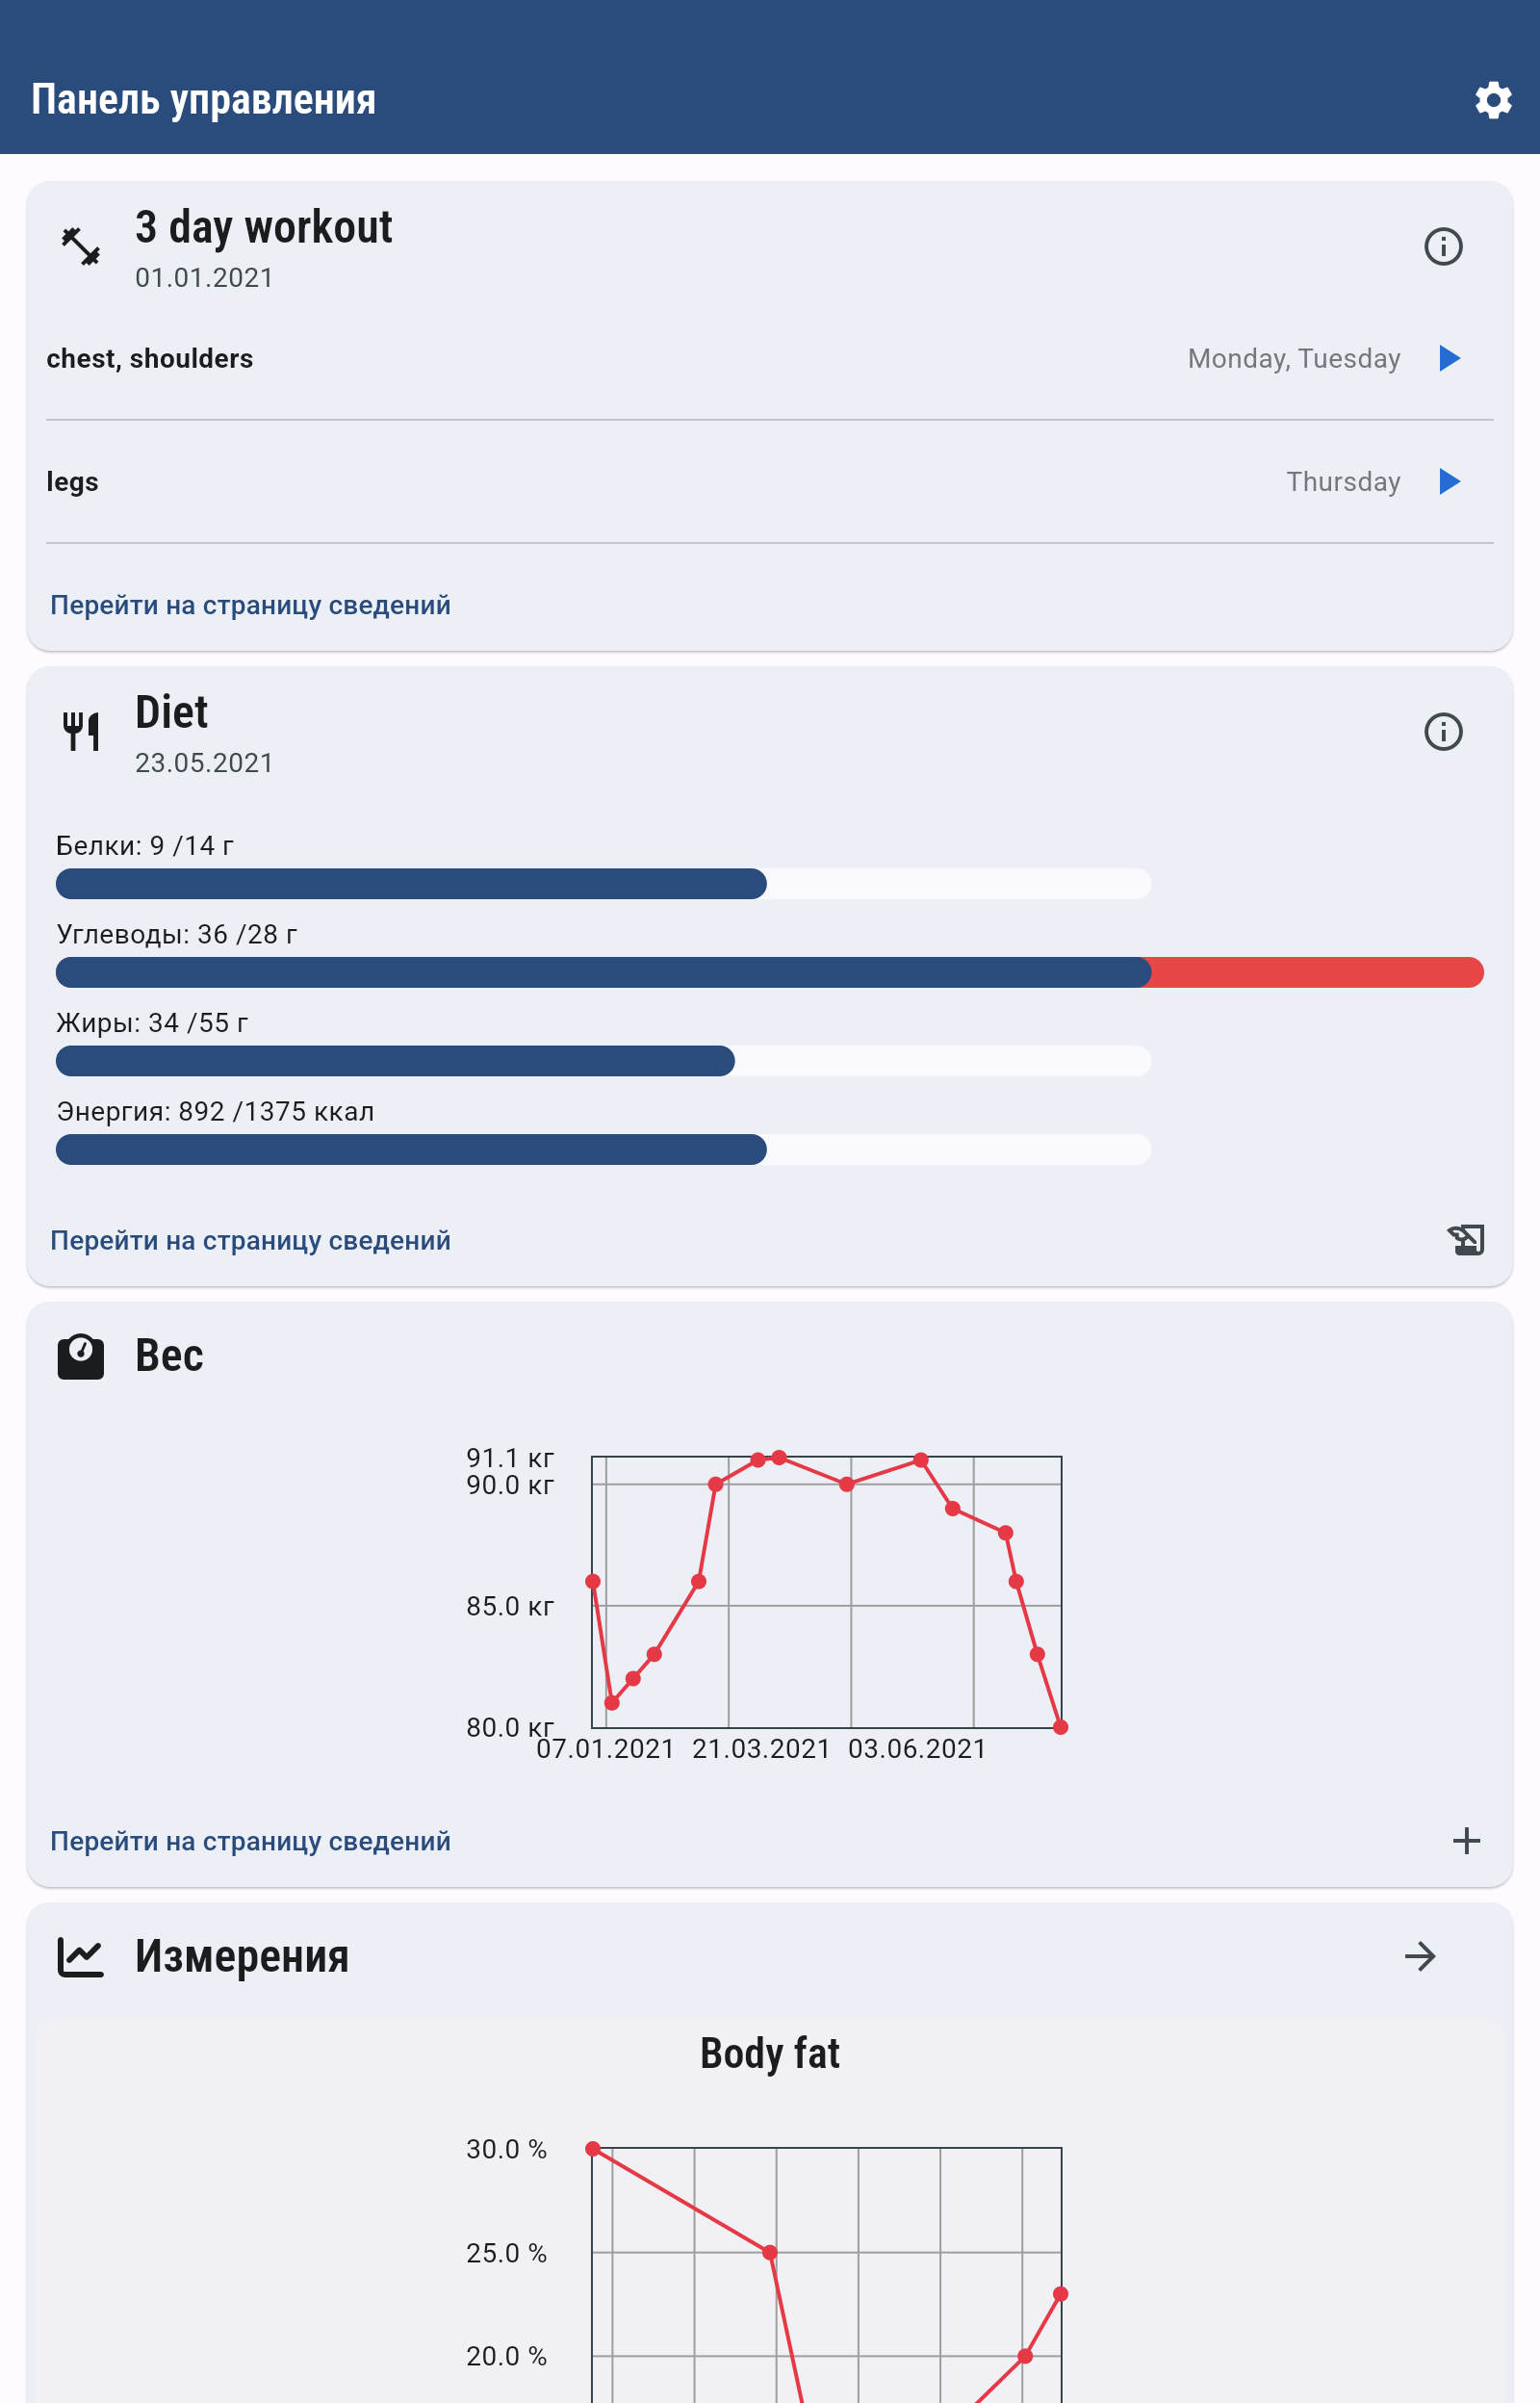 Панель управления
3 day workout
01.01.2021
chest, shoulders
Monday, Tuesday
legs
Thursday
Перейти на страницу сведений
Diet
23.05.2021
Белки: 9 /14 г
Углеводы: 36 /28 г
Жиры: 34 /55 г
Энергия: 892 /1375 ккал
Перейти на страницу сведений
Вес
91.1 кг
90.0 кг
85.0 кг
80.0 кг
07.01.2021 21.03.2021 03.06.2021
Перейти на страницу сведений
Измерения
Body fat
30.0 %
25.0 %
20.0 %